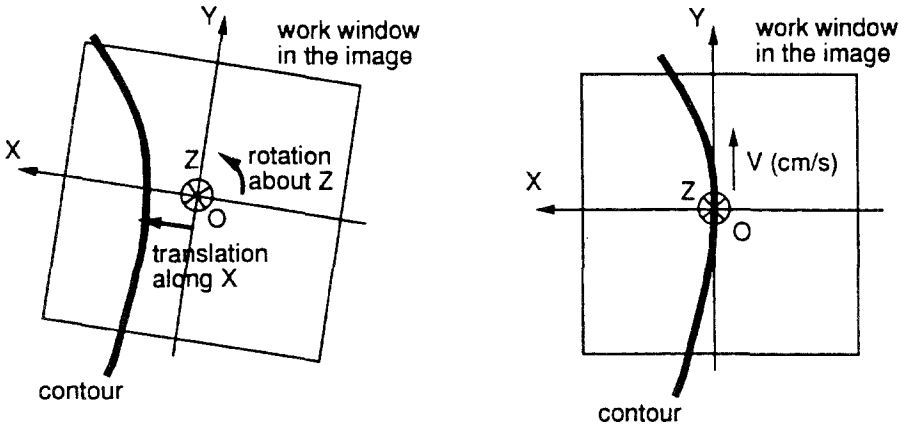 Y
work window
in the image
X
Z
rotation
about Z
O
translation
along X
contour
Y
work window
in the image
V (cm/s)
X
Z
O
contour